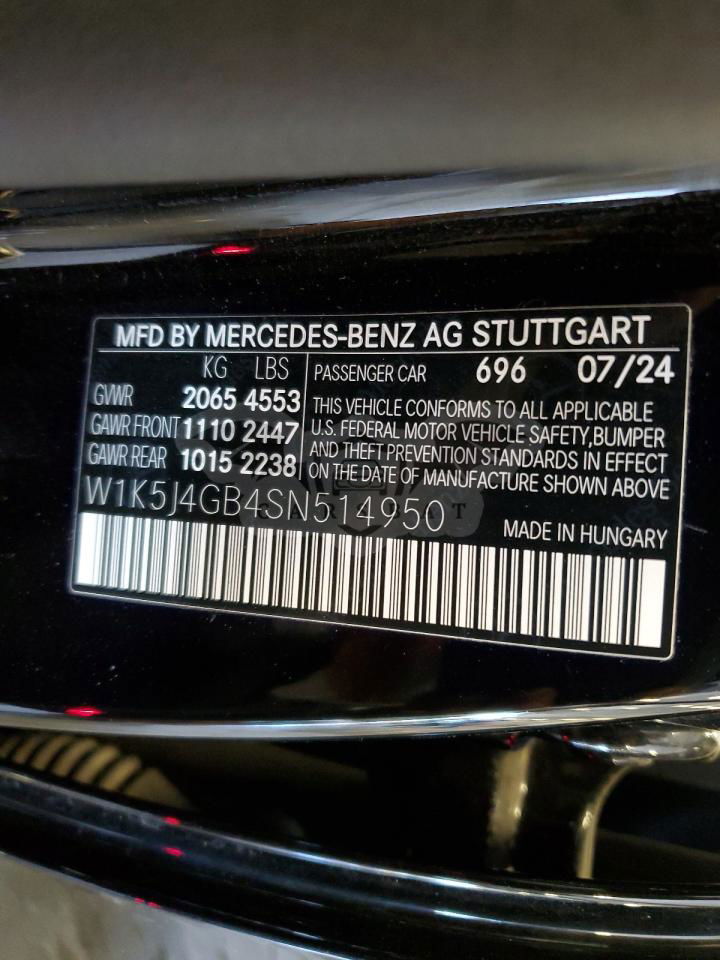 MFD BY MERCEDES-BENZ AG STUTTGART
KG LBS
GVWR 2065 4553
GAWR FRONT 1110 2447
GAWR REAR 1015 2238
PASSENGER CAR 696 07/24
THIS VEHICLE CONFORMS TO ALL APPLICABLE
U.S. FEDERAL MOTOR VEHICLE SAFETY,BUMPER
AND THEFT PREVENTION STANDARDS IN EFFECT
ON THE DATE OF MANUFACTURE SHOWN ABOVE
W1K5J4GB4SN514950
MADE IN HUNGARY